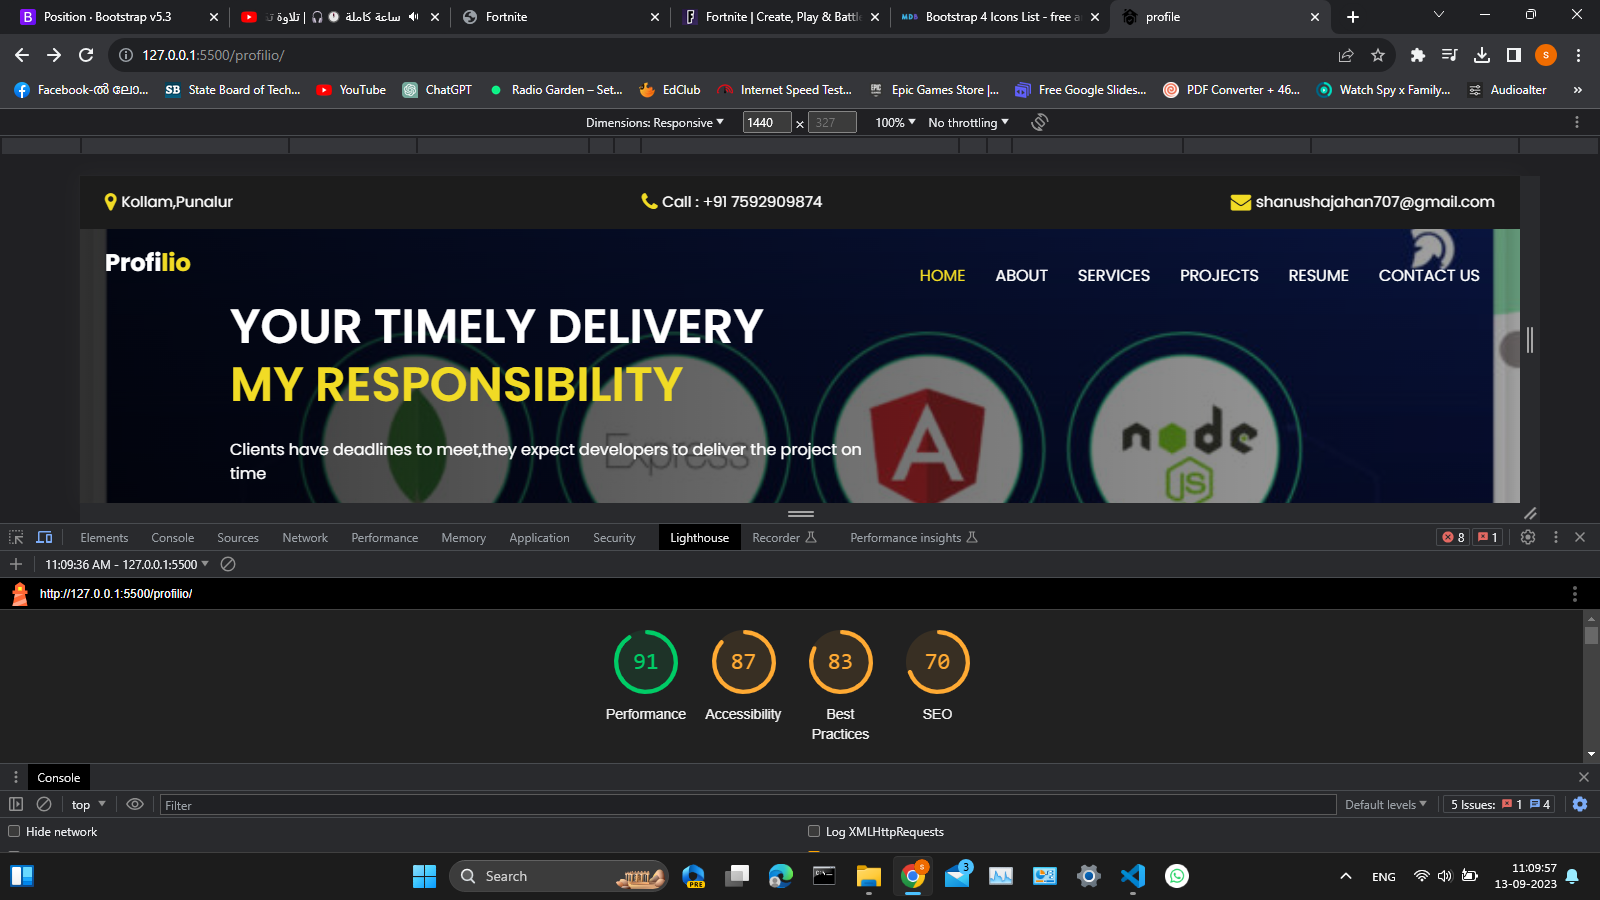 Position · Bootstrap v5.3
ساعة كاملة 🕐 🎧 | تلاوة تـ
Fortnite
Fortnite | Create, Play & Battle
MDB Bootstrap 4 Icons List - free a
profile
127.0.0.1:5500/profilio/
S
SB State Board of Tech...
YouTube
ChatGPT
Radio Garden – Set...
EdClub
Internet Speed Test...
Epic Games Store |...
Free Google Slides...
PDF Converter + 46...
Watch Spy x Family...
Audioalter
»
Dimensions: Responsive
1440 × 327
100%
No throttling
Kollam,Punalur
Call : +91 7592909874
shanushajahan707@gmail.com
Profilio
HOME
ABOUT
SERVICES
PROJECTS
RESUME
CONTACT US
YOUR TIMELY DELIVERY
MY RESPONSIBILITY
Clients have deadlines to meet,they expect developers to deliver the project on
time
Express
A
node
JS
Elements
Console
Sources
Network
Performance
Memory
Application
Security
Lighthouse
Recorder
Performance insights
8
1
11:09:36 AM - 127.0.0.1:5500
http://127.0.0.1:5500/profilio/
91
87
83
70
Performance
Accessibility
Best
Practices
SEO
Console
top
Filter
Default levels
5 Issues: 1 4
Hide network
Log XMLHttpRequests
Search
PRE
S
3
ENG
11:09:57
13-09-2023